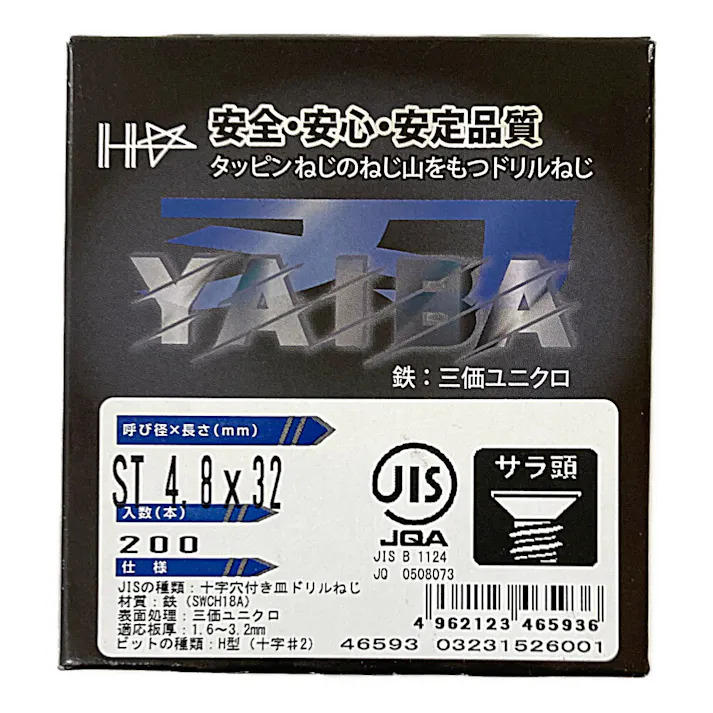 安全・安心・安定品質
タッピンねじのねじ山をもつドリルねじ
YAIBA
鉄：三価ユニクロ
呼び径×長さ(mm)
ST 4.8x32
入数(本)
200
仕様
JISの種類：十字穴付き皿ドリルねじ
材質：鉄 (SWCH18A)
表面処理：三価ユニクロ
適応板厚：1.6～3.2mm
ビットの種類：H型 (十字#2)
JIS
JQA
JIS B 1124
JQ 0508073
サラ頭
4 962123 465936
46593 03231526001